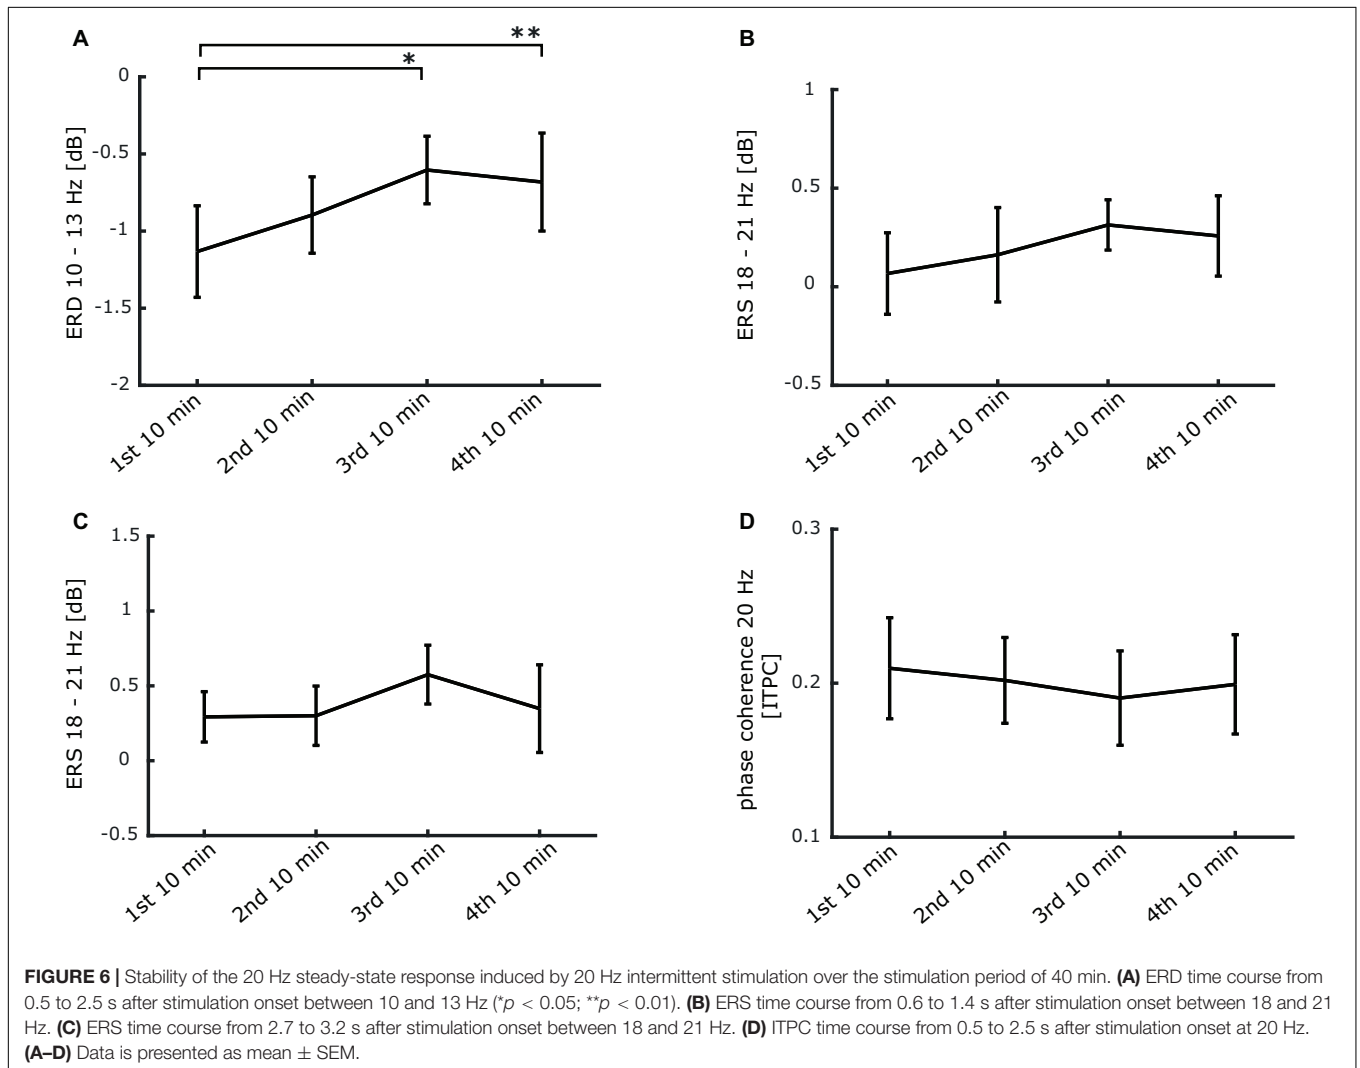 A
**
*
0
-0.5
-1
-1.5
-2
ERD 10 - 13 Hz [dB]
1st 10 min
2nd 10 min
3rd 10 min
4th 10 min
B
1
0.5
0
-0.5
ERS 18 - 21 Hz [dB]
1st 10 min
2nd 10 min
3rd 10 min
4th 10 min
C
1.5
1
0.5
0
-0.5
ERS 18 - 21 Hz [dB]
1st 10 min
2nd 10 min
3rd 10 min
4th 10 min
D
0.3
0.2
0.1
phase coherence 20 Hz
[ITPC]
1st 10 min
2nd 10 min
3rd 10 min
4th 10 min
FIGURE 6 | Stability of the 20 Hz steady-state response induced by 20 Hz intermittent stimulation over the stimulation period of 40 min. (A) ERD time course from
0.5 to 2.5 s after stimulation onset between 10 and 13 Hz (*p < 0.05; **p < 0.01). (B) ERS time course from 0.6 to 1.4 s after stimulation onset between 18 and 21
Hz. (C) ERS time course from 2.7 to 3.2 s after stimulation onset between 18 and 21 Hz. (D) ITPC time course from 0.5 to 2.5 s after stimulation onset at 20 Hz.
(A–D) Data is presented as mean ± SEM.